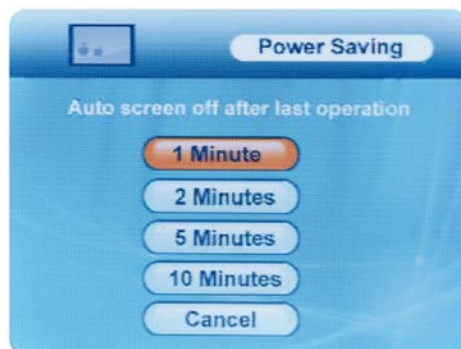 Power Saving
Auto screen off after last operation
1 Minute
2 Minutes
5 Minutes
10 Minutes
Cancel